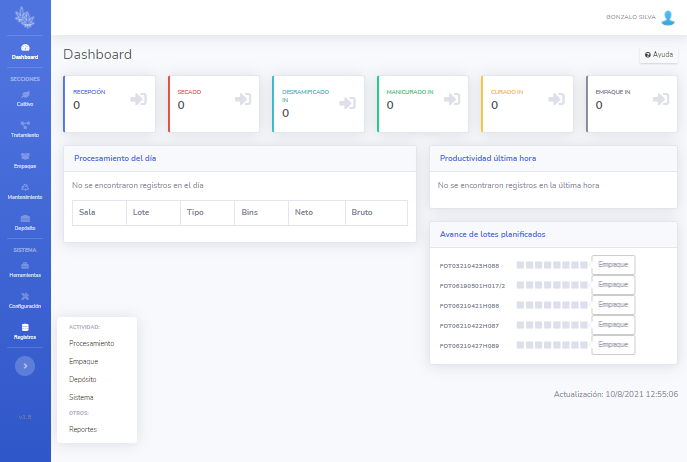 GONZALO SILVA
Dashboard
Dashboard
Ayuda
SECCIONES
Cultivo
Tratamiento
Empaque
Mantenimiento
Depósito
SISTEMA
Herramientas
Configuración
Registros
v2.8
RECEPCIÓN
0
SECADO
0
DESRAMIFICADO
IN
0
MANICURADO IN
0
CURADO IN
0
EMPAQUE IN
0
Procesamiento del día
No se encontraron registros en el día
Sala Lote Tipo Bins Neto Bruto
Productividad última hora
No se encontraron registros en la última hora
Avance de lotes planificados
FOT03210423H088 Empaque
FOT06190501H017/2 Empaque
FOT06210421H086 Empaque
FOT06210422H087 Empaque
FOT06210427H089 Empaque
ACTIVIDAD:
Procesamiento
Empaque
Depósito
Sistema
OTROS:
Reportes
Actualización: 10/8/2021 12:55:06